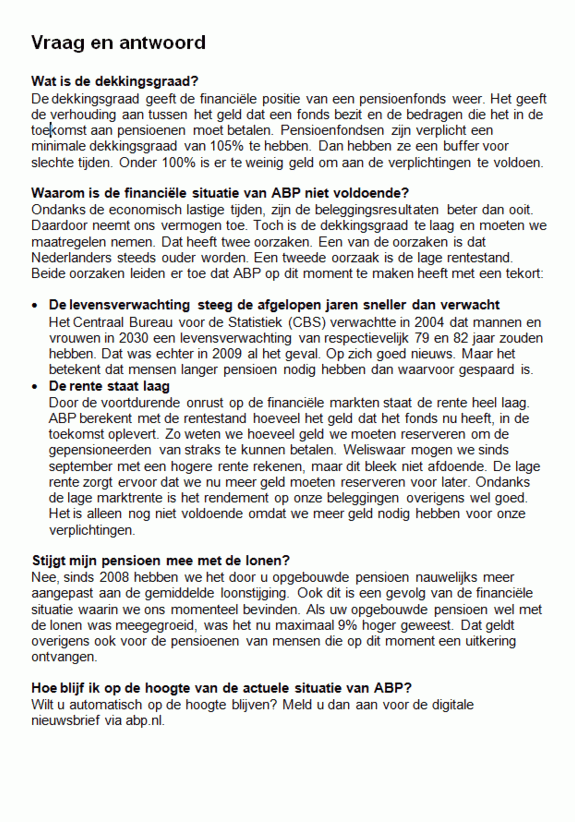 Vraag en antwoord
Wat is de dekkingsgraad?
De dekkingsgraad geeft de financiële positie van een pensioenfonds weer. Het geeft
de verhouding aan tussen het geld dat een fonds bezit en de bedragen die het in de
toekomst aan pensioenen moet betalen. Pensioenfondsen zijn verplicht een
minimale dekkingsgraad van 105% te hebben. Dan hebben ze een buffer voor
slechte tijden. Onder 100% is er te weinig geld om aan de verplichtingen te voldoen.
Waarom is de financiële situatie van ABP niet voldoende?
Ondanks de economisch lastige tijden, zijn de beleggingsresultaten beter dan ooit.
Daardoor neemt ons vermogen toe. Toch is de dekkingsgraad te laag en moeten we
maatregelen nemen. Dat heeft twee oorzaken. Een van de oorzaken is dat
Nederlanders steeds ouder worden. Een tweede oorzaak is de lage rentestand.
Beide oorzaken leiden er toe dat ABP op dit moment te maken heeft met een tekort:
• De levensverwachting steeg de afgelopen jaren sneller dan verwacht
Het Centraal Bureau voor de Statistiek (CBS) verwachtte in 2004 dat mannen en
vrouwen in 2030 een levensverwachting van respectievelijk 79 en 82 jaar zouden
hebben. Dat was echter in 2009 al het geval. Op zich goed nieuws. Maar het
betekent dat mensen langer pensioen nodig hebben dan waarvoor gespaard is.
• De rente staat laag
Door de voortdurende onrust op de financiële markten staat de rente heel laag.
ABP berekent met de rentestand hoeveel het geld dat het fonds nu heeft, in de
toekomst oplevert. Zo weten we hoeveel geld we moeten reserveren om de
gepensioneerden van straks te kunnen betalen. Weliswaar mogen we sinds
september met een hogere rente rekenen, maar dit bleek niet afdoende. De lage
rente zorgt ervoor dat we nu meer geld moeten reserveren voor later. Ondanks
de lage marktrente is het rendement op onze beleggingen overigens wel goed.
Het is alleen nog niet voldoende omdat we meer geld nodig hebben voor onze
verplichtingen.
Stijgt mijn pensioen mee met de lonen?
Nee, sinds 2008 hebben we het door u opgebouwde pensioen nauwelijks meer
aangepast aan de gemiddelde loonstijging. Ook dit is een gevolg van de financiële
situatie waarin we ons momenteel bevinden. Als uw opgebouwde pensioen wel met
de lonen was meegegroeid, was het nu maximaal 9% hoger geweest. Dat geldt
overigens ook voor de pensioenen van mensen die op dit moment een uitkering
ontvangen.
Hoe blijf ik op de hoogte van de actuele situatie van ABP?
Wilt u automatisch op de hoogte blijven? Meld u dan aan voor de digitale
nieuwsbrief via abp.nl.